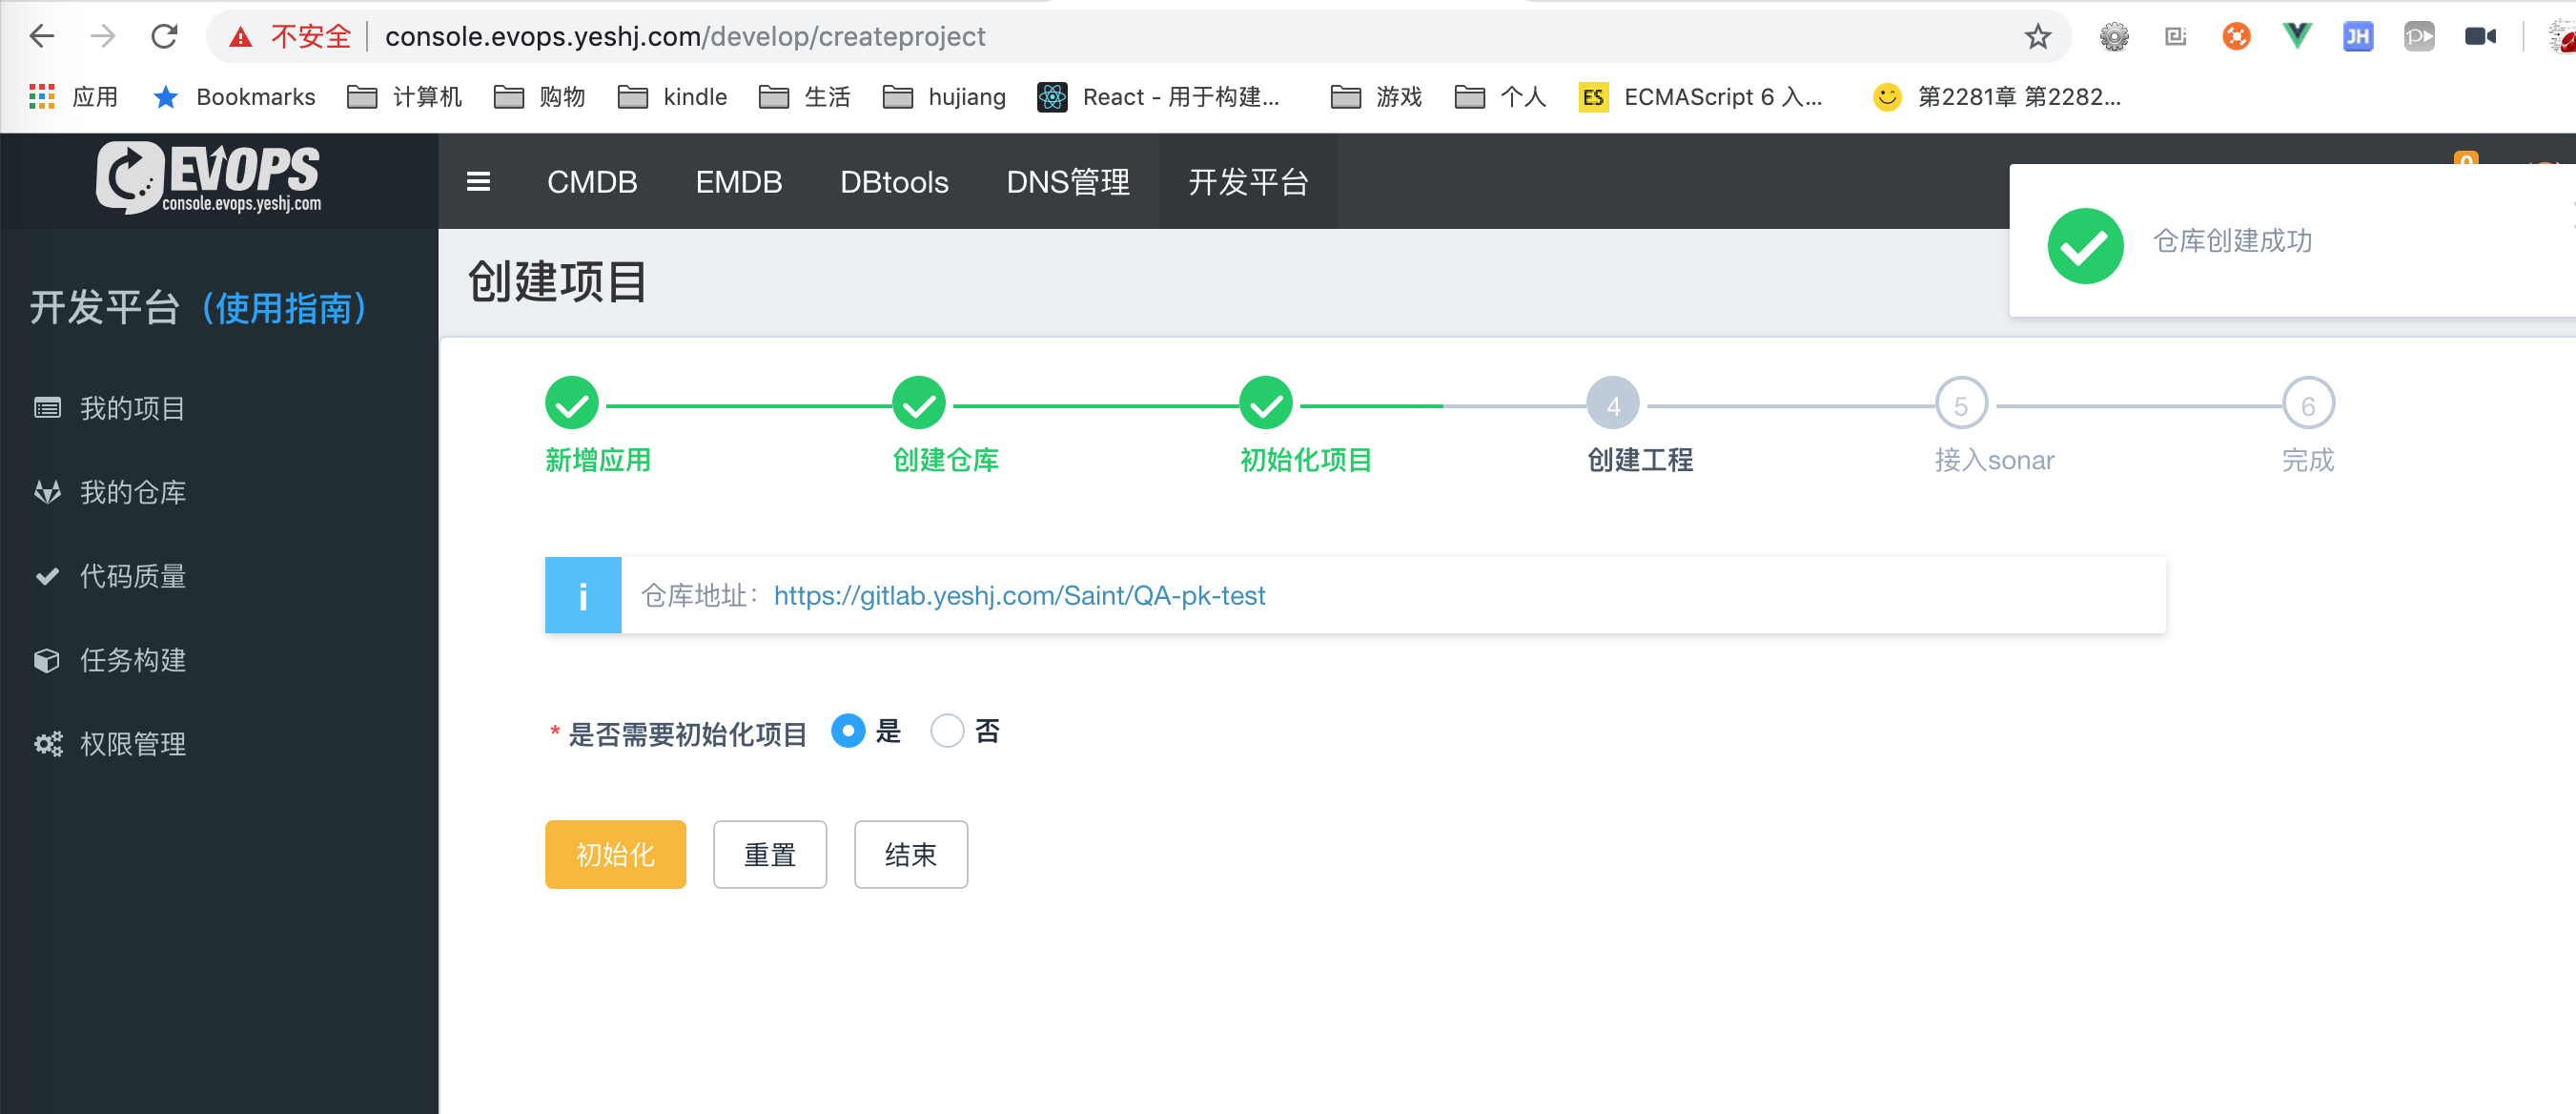 不安全 console.evops.yeshj.com/develop/createproject
应用 Bookmarks 计算机 购物 kindle 生活 hujiang React - 用于构建... 游戏 个人 ES ECMAScript 6 入... 第2281章 第2282...
JH
EVOPS
console.evops.yeshj.com
CMDB EMDB DBtools DNS管理 开发平台
仓库创建成功
开发平台（使用指南）
我的项目
我的仓库
代码质量
任务构建
权限管理
创建项目
4 5 6
新增应用 创建仓库 初始化项目 创建工程 接入sonar 完成
i 仓库地址：https://gitlab.yeshj.com/Saint/QA-pk-test
* 是否需要初始化项目 是 否
初始化 重置 结束